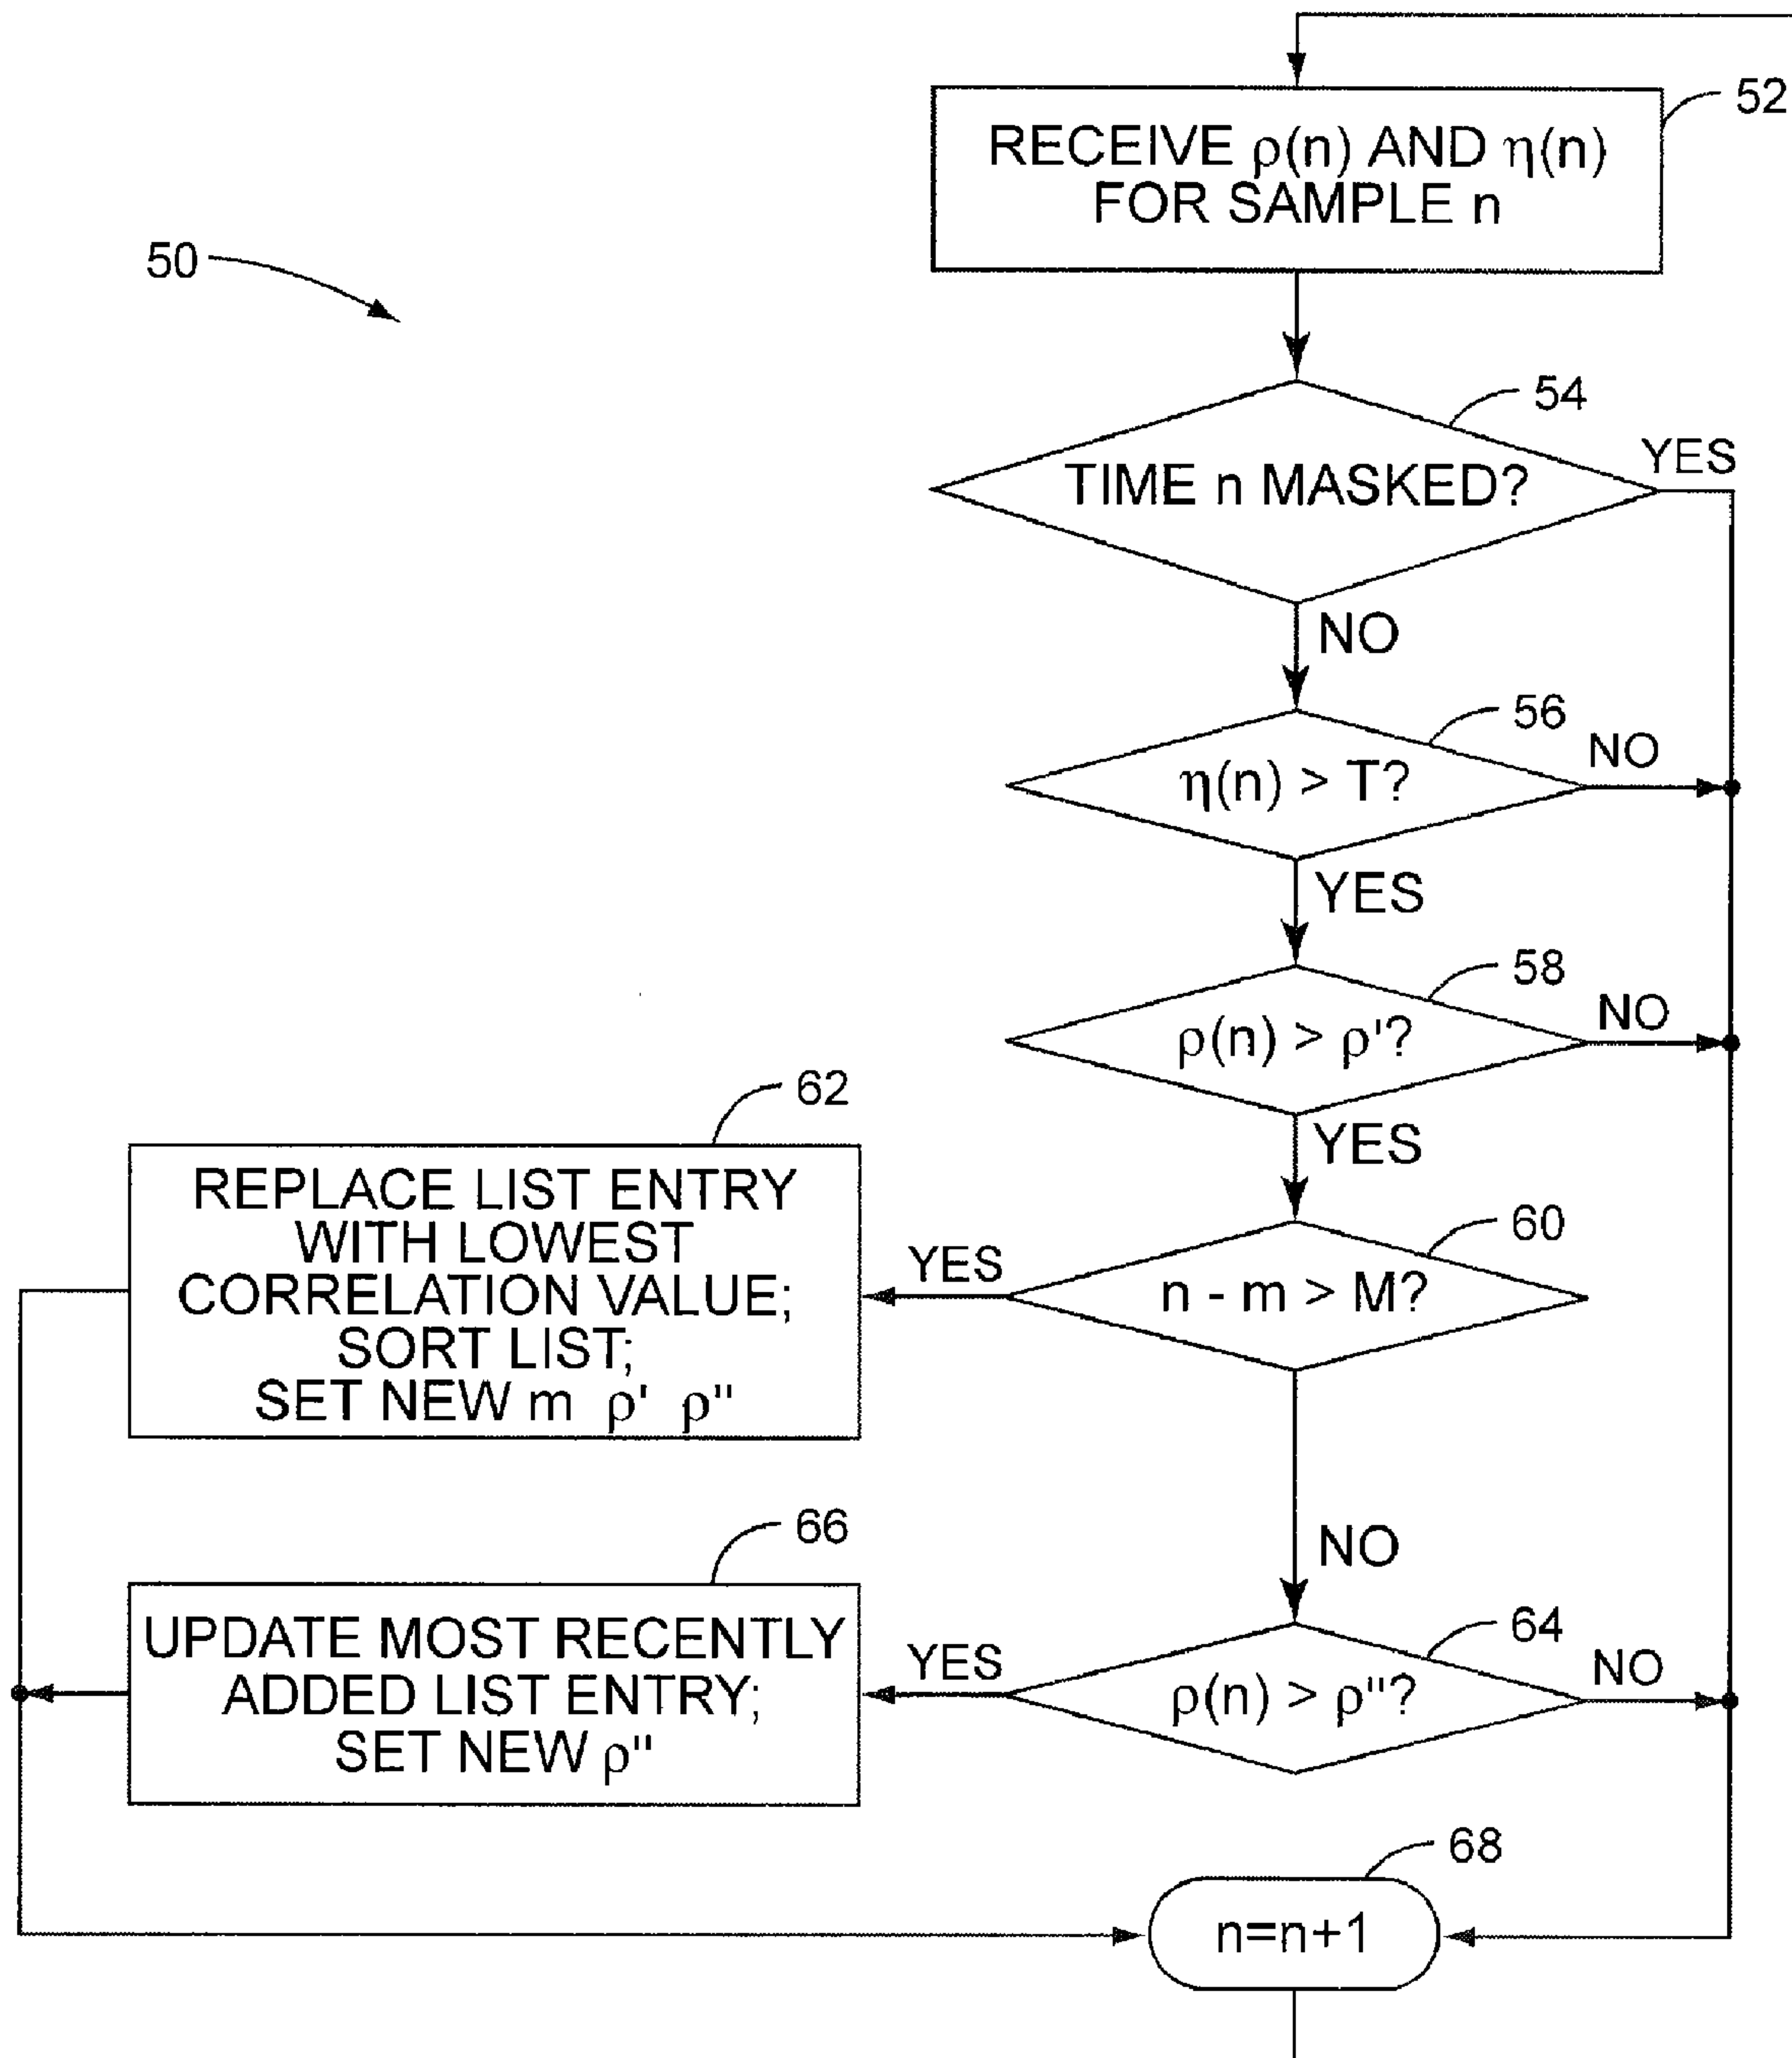 52
RECEIVE ρ(n) AND η(n)
FOR SAMPLE n
50
54
TIME n MASKED?
YES
NO
56
η(n) > T?
NO
YES
58
ρ(n) > ρ'?
NO
YES
62
REPLACE LIST ENTRY
WITH LOWEST
CORRELATION VALUE;
SORT LIST;
SET NEW m ρ' ρ"
60
n - m > M?
YES
NO
66
UPDATE MOST RECENTLY
ADDED LIST ENTRY;
SET NEW ρ"
64
ρ(n) > ρ"?
YES
NO
68
n=n+1